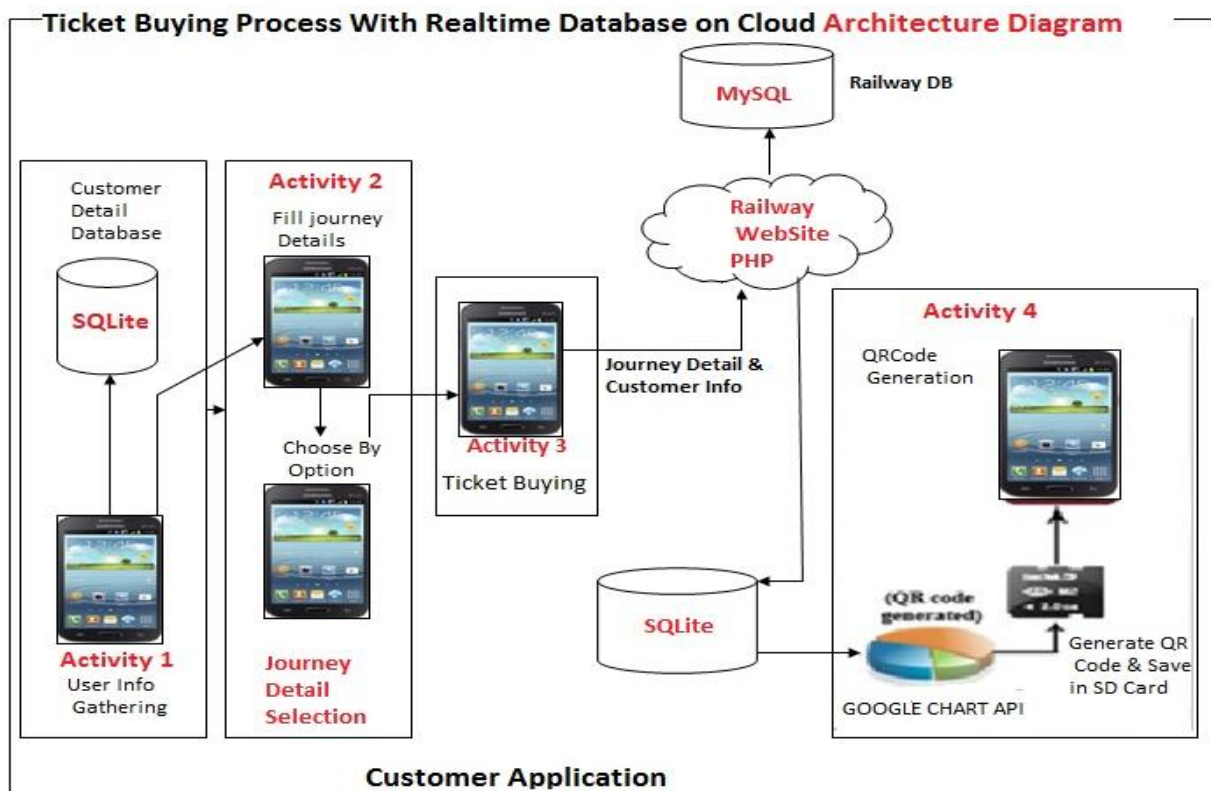 Ticket Buying Process With Realtime Database on Cloud Architecture Diagram
MySQL
Railway DB
Customer
Detail
Database
SQLite
Activity 1
User Info
Gathering
Activity 2
Fill journey
Details
Choose By
Option
Journey
Detail
Selection
Activity 3
Ticket Buying
Journey Detail &
Customer Info
Railway
WebSite
PHP
SQLite
Activity 4
QRCode
Generation
(QR code
generated)
GOOGLE CHART API
Generate QR
Code & Save
in SD Card
Customer Application